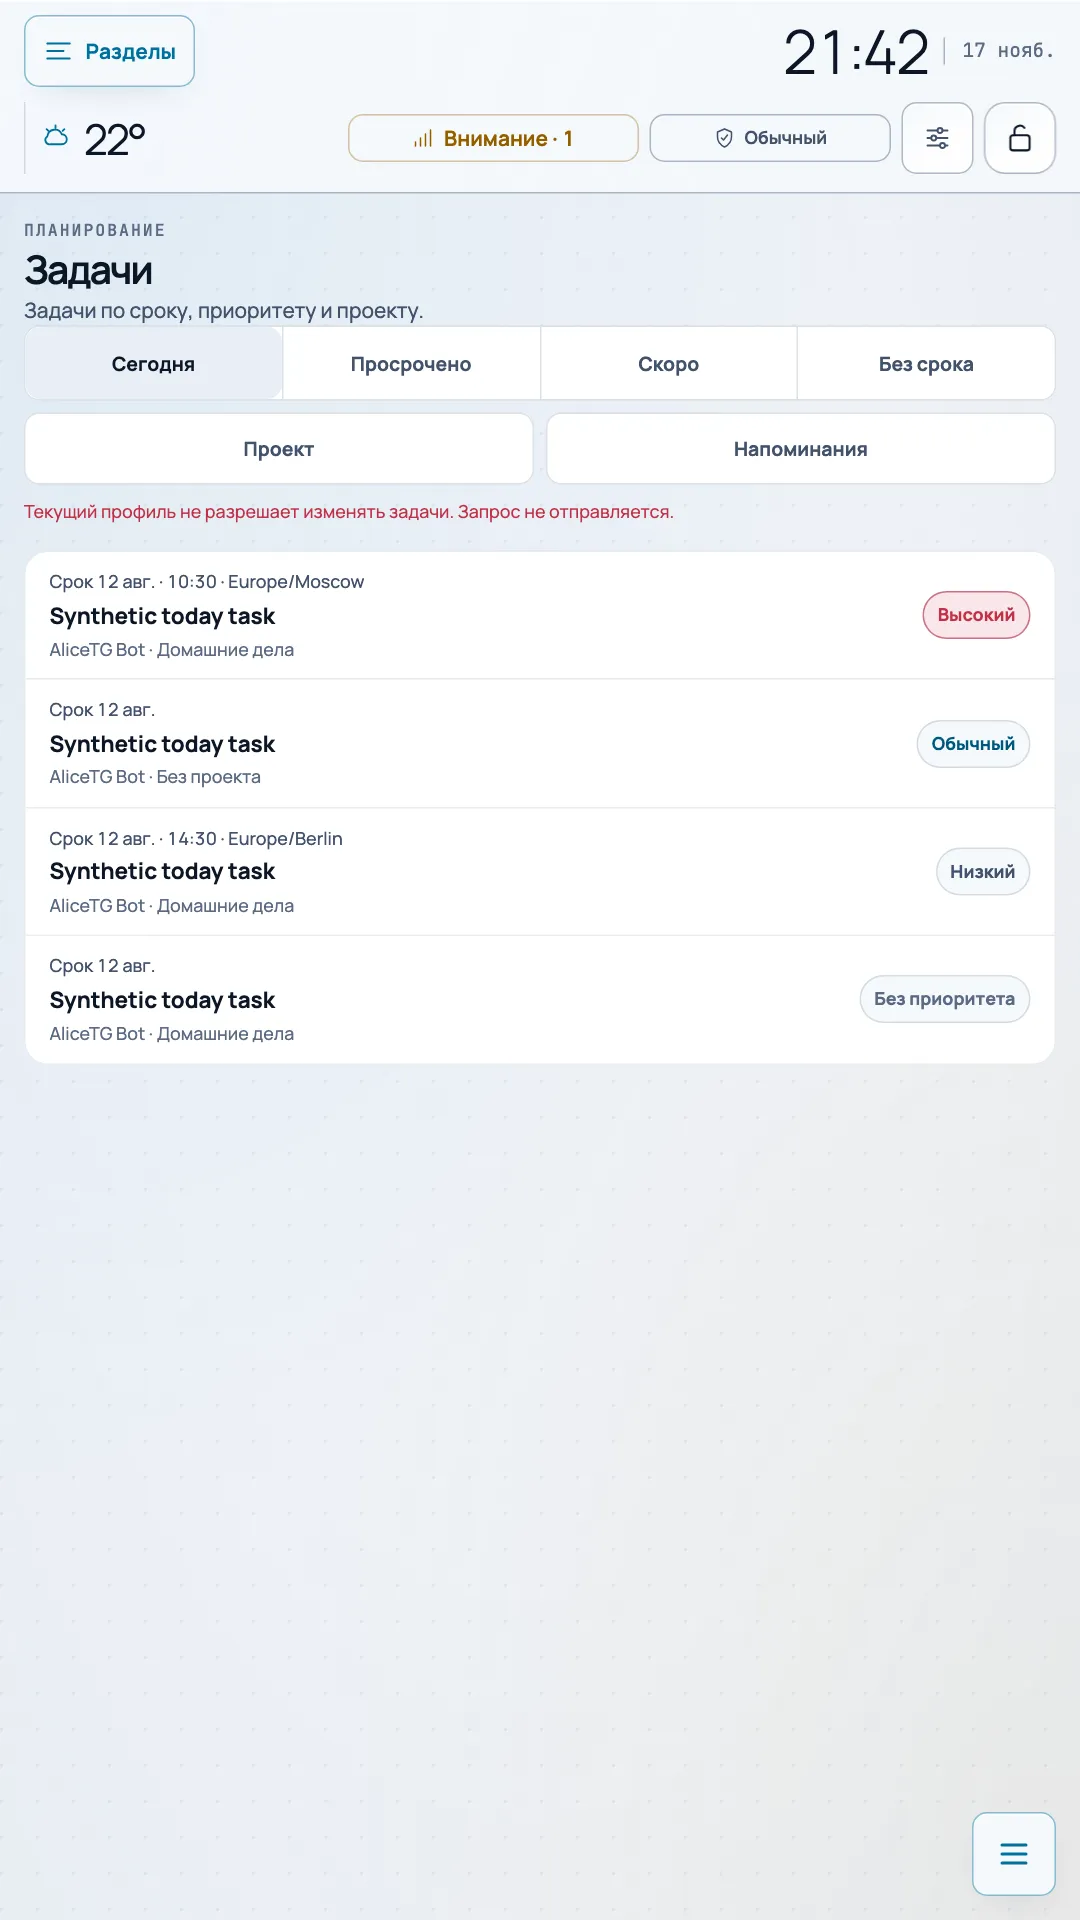 Разделы
21:42
17 нояб.
22°
Внимание · 1
Обычный
ПЛАНИРОВАНИЕ
Задачи
Задачи по сроку, приоритету и проекту.
Сегодня
Просрочено
Скоро
Без срока
Проект
Напоминания
Текущий профиль не разрешает изменять задачи. Запрос не отправляется.
Срок 12 авг. · 10:30 · Europe/Moscow
Synthetic today task
AliceTG Bot · Домашние дела
Высокий
Срок 12 авг.
Synthetic today task
AliceTG Bot · Без проекта
Обычный
Срок 12 авг. · 14:30 · Europe/Berlin
Synthetic today task
AliceTG Bot · Домашние дела
Низкий
Срок 12 авг.
Synthetic today task
AliceTG Bot · Домашние дела
Без приоритета